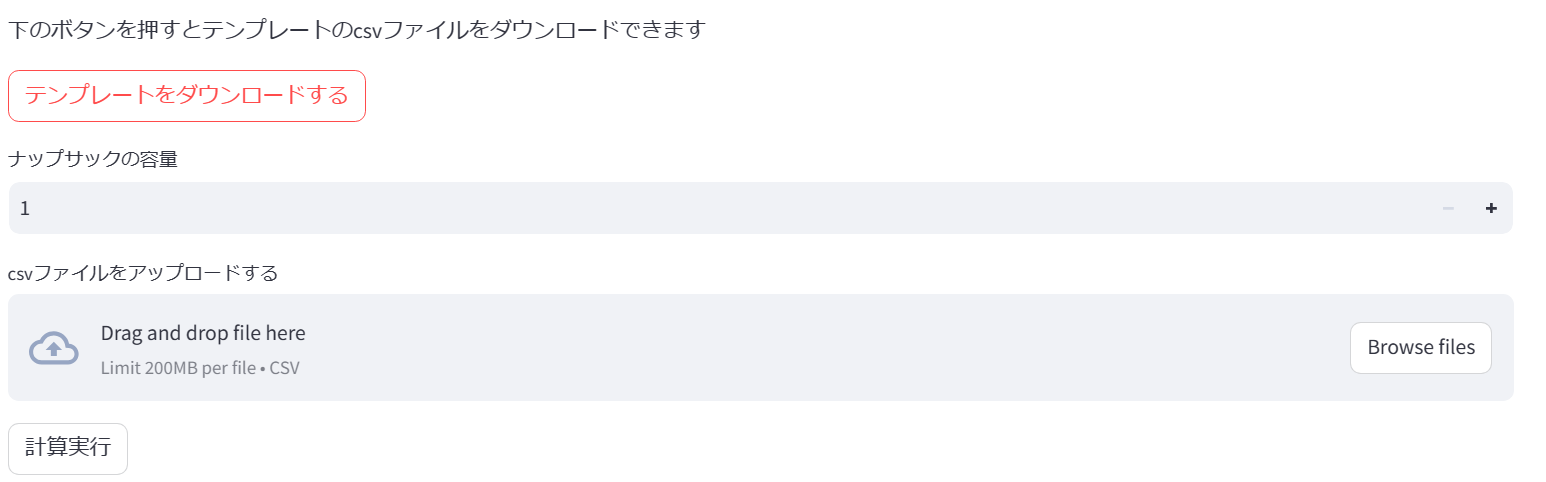 下のボタンを押すとテンプレートのcsvファイルをダウンロードできます
テンプレートをダウンロードする
ナップサックの容量
1
csvファイルをアップロードする
Drag and drop file here
Limit 200MB per file • CSV
Browse files
計算実行